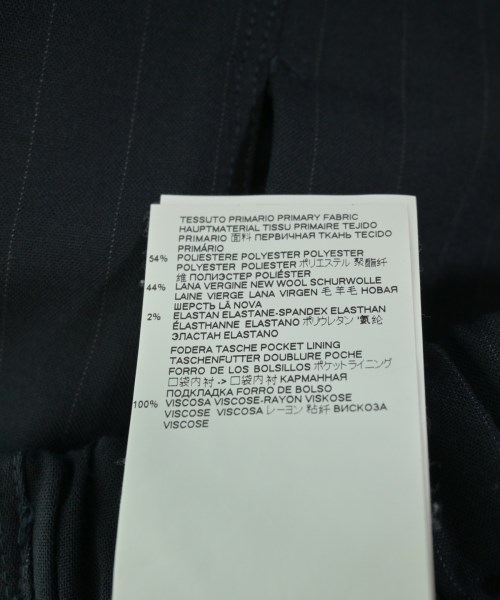 TESSUTO PRIMARIO PRIMARY FABRIC
HAUPTMATERIAL TISSU PRIMAIRE TEJIDO
PRIMARIO 面料 ПЕРВИЧНАЯ ТКАНЬ TECIDO
PRIMÁRIO
54% POLIESTERE POLYESTER POLYESTER
POLYESTER POLIESTER ポリエステル 聚酯纤
维 ПОЛИЭСТЕР POLIÉSTER
44% LANA VERGINE NEW WOOL SCHURWOLLE
LAINE VIERGE LANA VIRGEN 毛 羊毛 НОВАЯ
ШЕРСТЬ LÃ NOVA
2% ELASTAN ELASTANE-SPANDEX ELASTHAN
ÉLASTHANNE ELASTANO ポリウレタン '氨纶
ЭЛАСТАН ELASTANO
FODERA TASCHE POCKET LINING
TASCHENFUTTER DOUBLURE POCHE
FORRO DE LOS BOLSILLOS ポケットライニング
口袋内衬 -> 口袋内衬 КАРМАННАЯ
ПОДКЛАДКА FORRO DE BOLSO
100% VISCOSA VISCOSE-RAYON VISKOSE
VISCOSE VISCOSA レーヨン 粘纤 ВИСКОЗА
VISCOSE